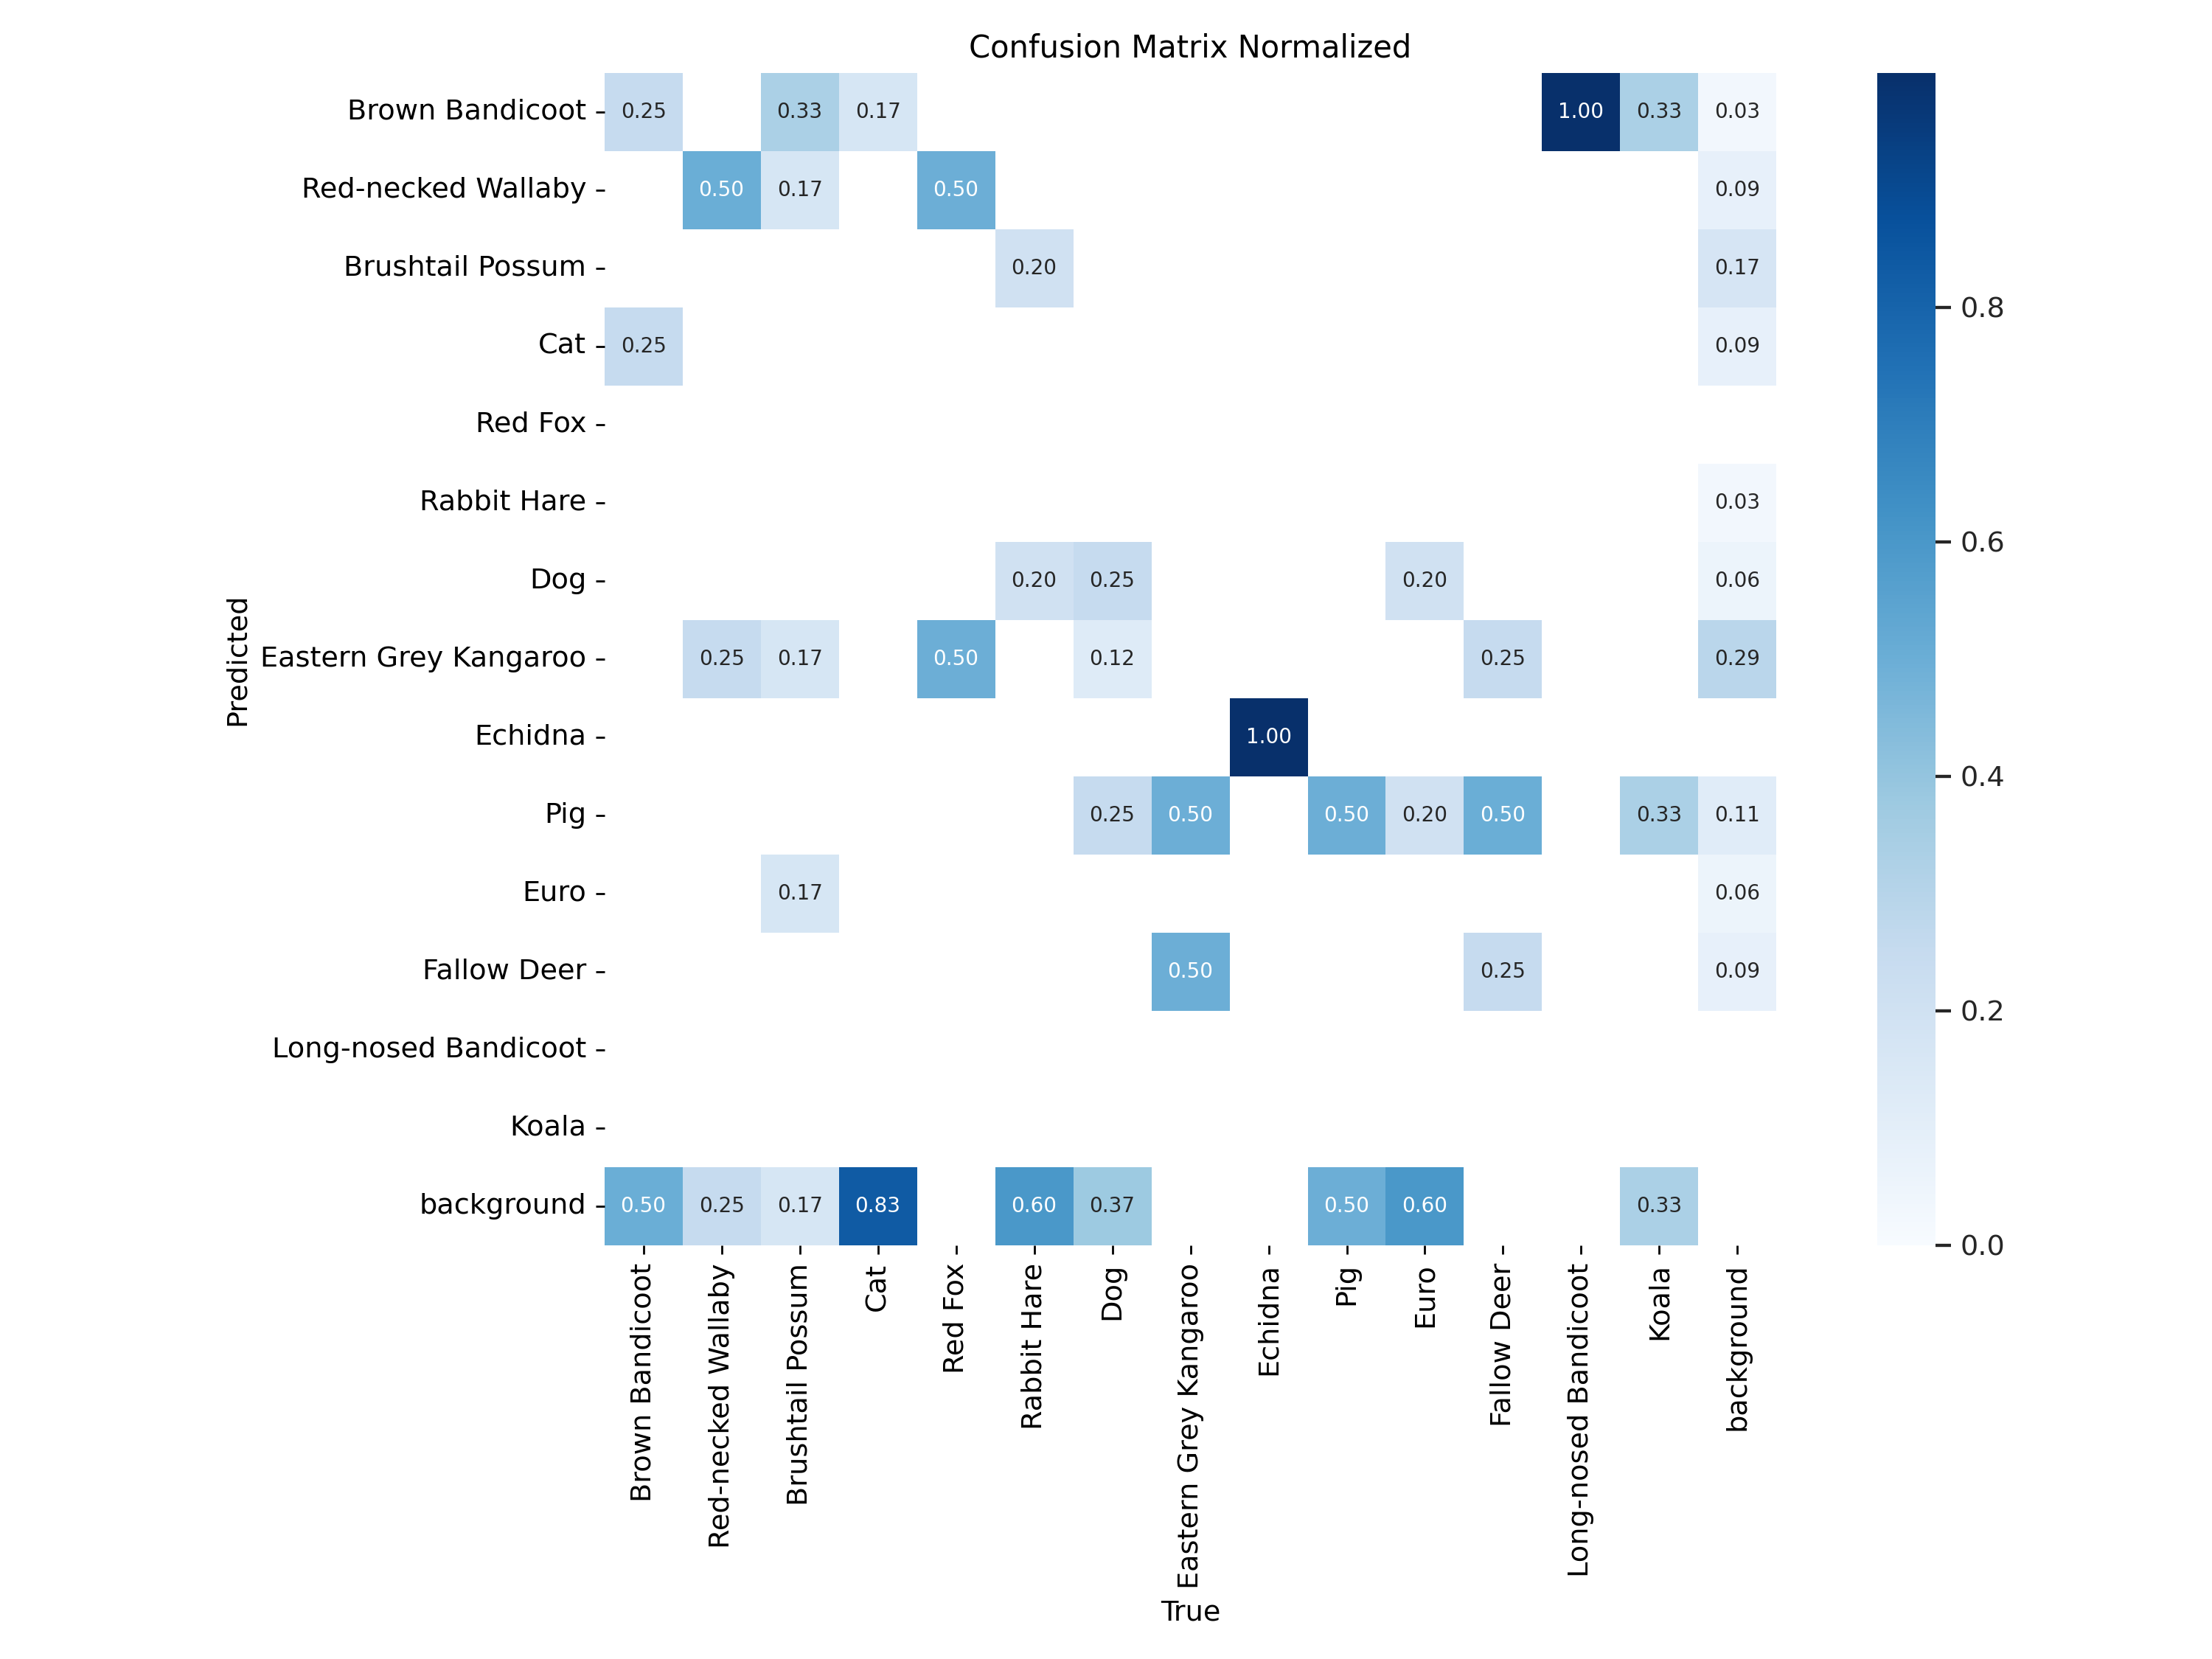 Confusion Matrix Normalized
Brown Bandicoot 0.25 0.33 0.17 1.00 0.33 0.03
Red-necked Wallaby 0.50 0.17 0.50 0.09
Brushtail Possum 0.20 0.17
Cat 0.25 0.09
Red Fox
Rabbit Hare 0.03
Dog 0.20 0.25 0.20 0.06
Eastern Grey Kangaroo 0.25 0.17 0.50 0.12 0.25 0.29
Echidna 1.00
Pig 0.25 0.50 0.50 0.20 0.50 0.33 0.11
Euro 0.17 0.06
Fallow Deer 0.50 0.25 0.09
Long-nosed Bandicoot
Koala
background 0.50 0.25 0.17 0.83 0.60 0.37 0.50 0.60 0.33
Predicted
Brown Bandicoot
Red-necked Wallaby
Brushtail Possum
Cat
Red Fox
Rabbit Hare
Dog
Eastern Grey Kangaroo
Echidna
Pig
Euro
Fallow Deer
Long-nosed Bandicoot
Koala
background
True
0.8
0.6
0.4
0.2
0.0